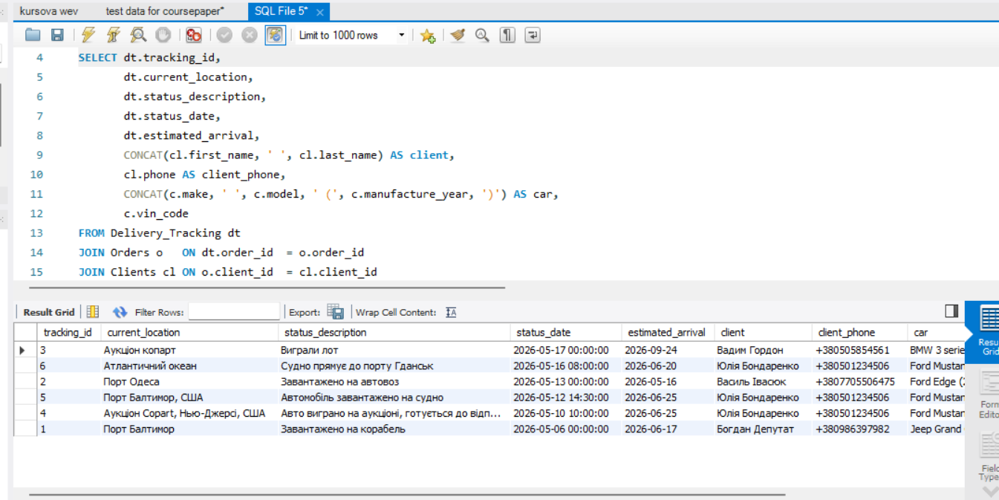 kursova wev test data for coursepaper* SQL File 5*
Limit to 1000 rows
4 SELECT dt.tracking_id,
5 dt.current_location,
6 dt.status_description,
7 dt.status_date,
8 dt.estimated_arrival,
9 CONCAT(cl.first_name, ' ', cl.last_name) AS client,
10 cl.phone AS client_phone,
11 CONCAT(c.make, ' ', c.model, ' (', c.manufacture_year, ')') AS car,
12 c.vin_code
13 FROM Delivery_Tracking dt
14 JOIN Orders o ON dt.order_id = o.order_id
15 JOIN Clients cl ON o.client_id = cl.client_id
Result Grid Filter Rows: Export: Wrap Cell Content:
tracking_id current_location status_description status_date estimated_arrival client client_phone car
3 Аукціон копарт Виграли лот 2026-05-17 00:00:00 2026-09-24 Вадим Гордон +380505854561 BMW 3 serie
6 Атлантичний океан Судно прямує до порту Гданськ 2026-05-16 08:00:00 2026-06-20 Юлія Бондаренко +380501234506 Ford Mustan
2 Порт Одеса Завантажено на автовоз 2026-05-13 00:00:00 2026-05-16 Василь Івасюк +3807705506475 Ford Edge (2
5 Порт Балтимор, США Автомобіль завантажено на судно 2026-05-12 14:30:00 2026-06-25 Юлія Бондаренко +380501234506 Ford Mustan
4 Аукціон Copart, Нью-Джерсі, США Авто виграно на аукціоні, готується до відп... 2026-05-10 10:00:00 2026-06-25 Юлія Бондаренко +380501234506 Ford Mustan
1 Порт Балтимор Завантажено на корабель 2026-05-06 00:00:00 2026-06-17 Богдан Депутат +380986397982 Jeep Grand
Resu
Grid
Form
Edito
Field
Type